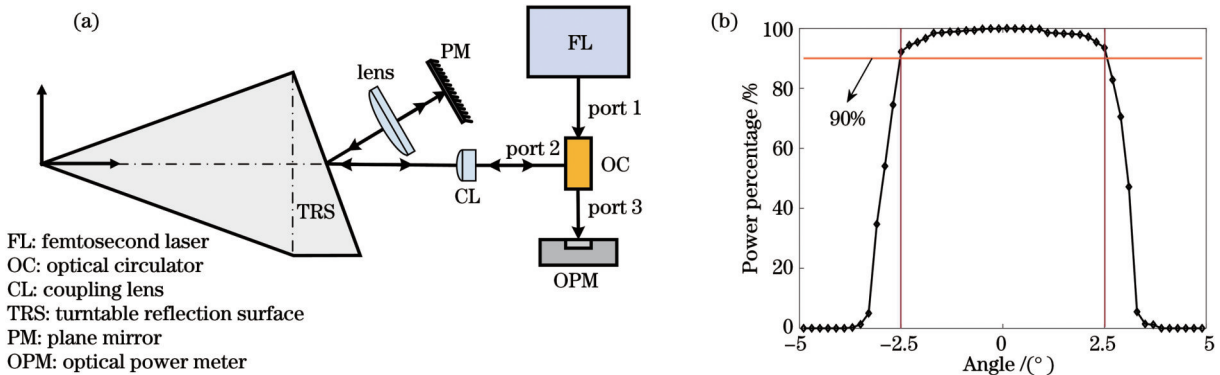 (a)
FL
PM
lens
port 1
port 2
OC
CL
TRS
port 3
OPM
FL: femtosecond laser
OC: optical circulator
CL: coupling lens
TRS: turntable reflection surface
PM: plane mirror
OPM: optical power meter
(b)
Power percentage /%
100
80
60
40
20
0
90%
−5 −2.5 0 2.5 5
Angle /(°)